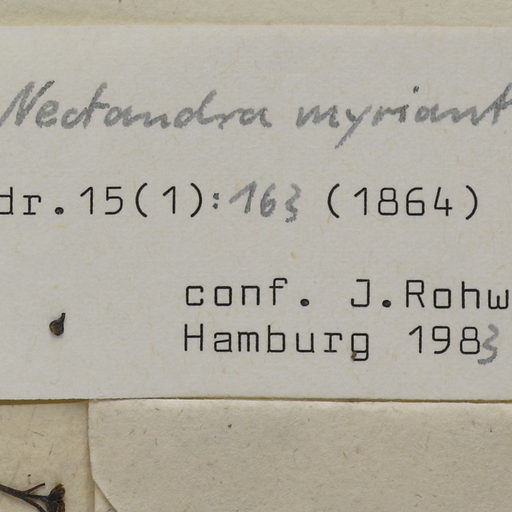 Nectandra myriant
dr.15(1):163 (1864)
conf. J.Rohw
Hamburg 1983